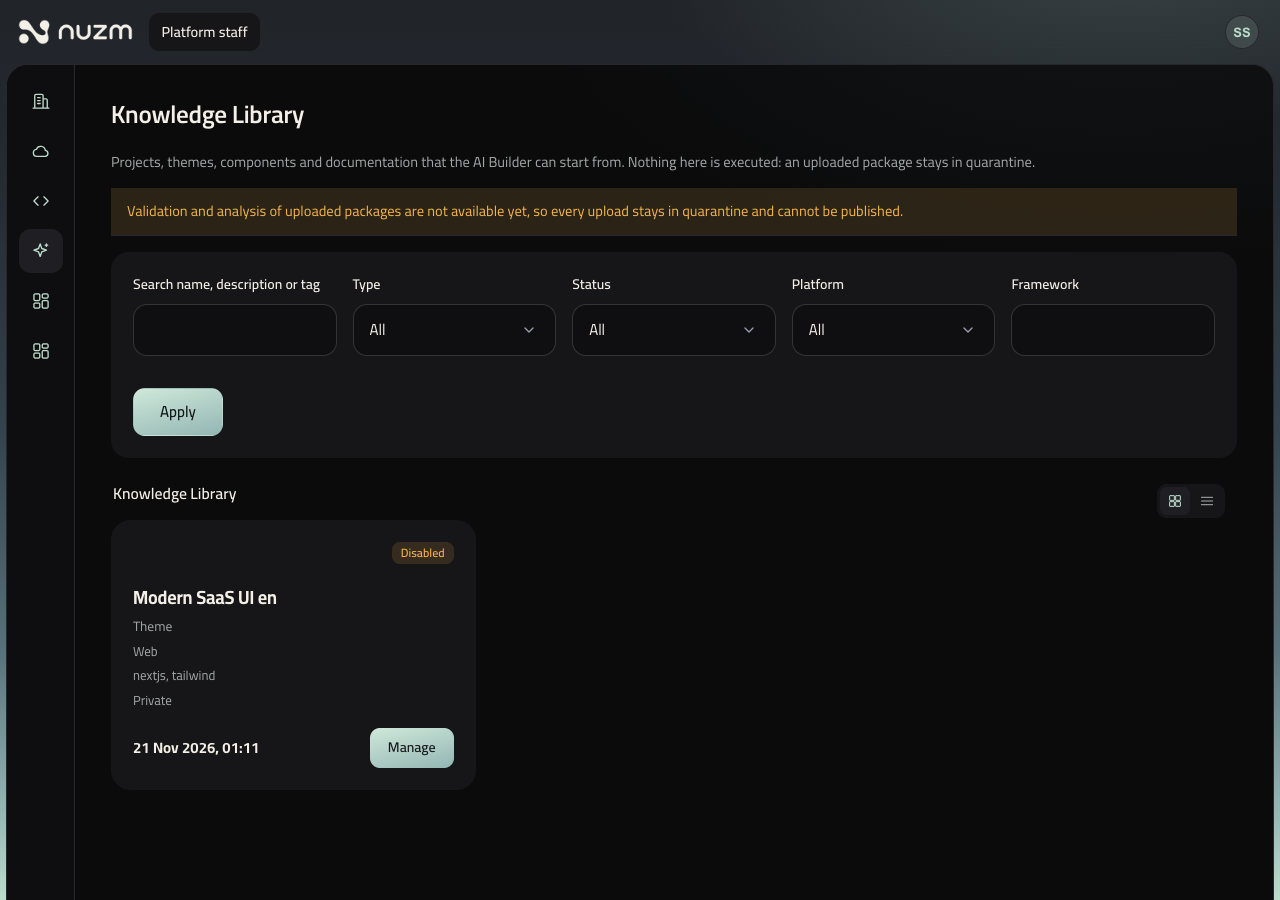 nuzm
Platform staff
SS
Knowledge Library
Projects, themes, components and documentation that the AI Builder can start from. Nothing here is executed: an uploaded package stays in quarantine.
Validation and analysis of uploaded packages are not available yet, so every upload stays in quarantine and cannot be published.
Search name, description or tag
Type
Status
Platform
Framework
All
All
All
Apply
Knowledge Library
Disabled
Modern SaaS UI en
Theme
Web
nextjs, tailwind
Private
21 Nov 2026, 01:11
Manage